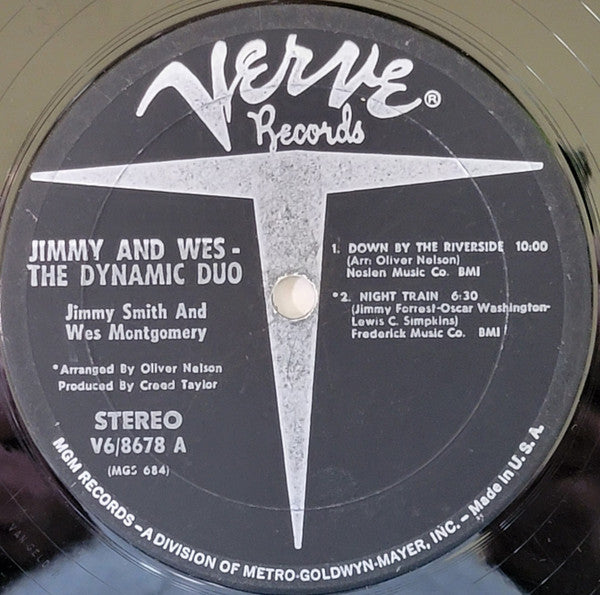 Verve®
Records
JIMMY AND WES -
THE DYNAMIC DUO
Jimmy Smith And
Wes Montgomery
*Arranged By Oliver Nelson
Produced By Creed Taylor
STEREO
V6/8678 A
(MGS 684)
1. DOWN BY THE RIVERSIDE 10:00
(Arr: Oliver Nelson)
Noslen Music Co. BMI
*2. NIGHT TRAIN 6:30
(Jimmy Forrest-Oscar Washington-
Lewis C. Simpkins)
Frederick Music Co. BMI
MGM RECORDS – A DIVISION OF METRO-GOLDWYN-MAYER, INC. – Made in U. S. A.
VAN GELD